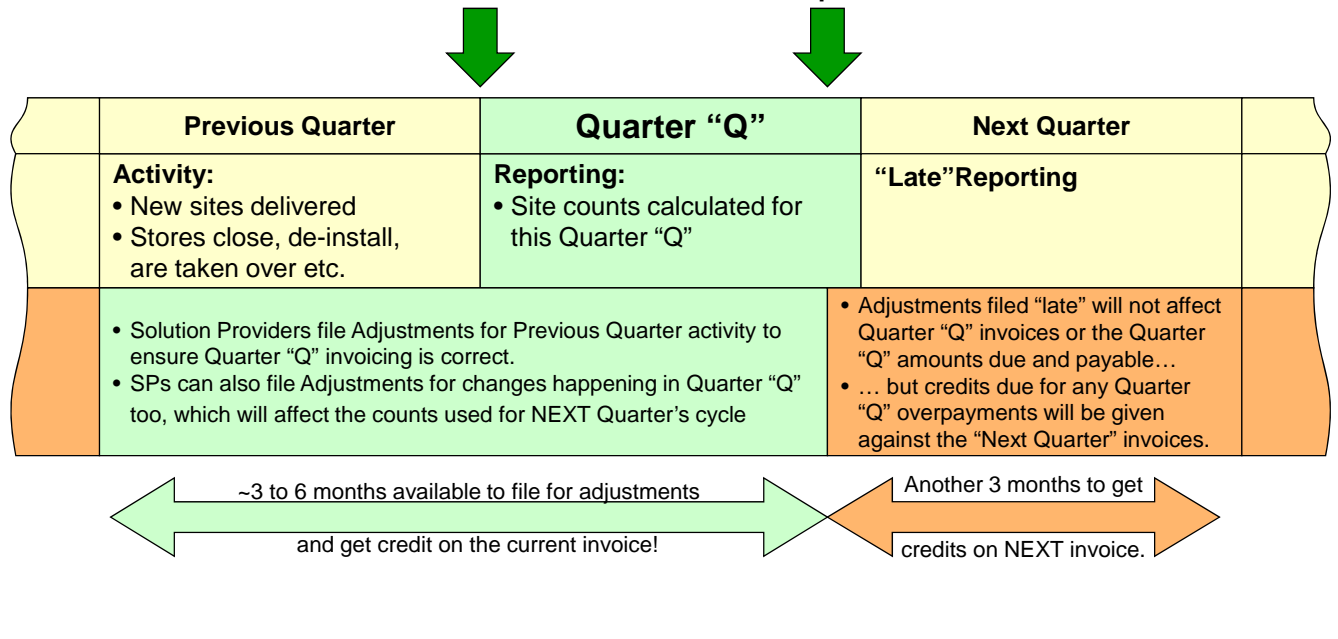 Previous Quarter
Quarter “Q”
Next Quarter
Activity:
• New sites delivered
• Stores close, de-install,
are taken over etc.
Reporting:
• Site counts calculated for
this Quarter “Q”
“Late”Reporting
• Solution Providers file Adjustments for Previous Quarter activity to
ensure Quarter “Q” invoicing is correct.
• SPs can also file Adjustments for changes happening in Quarter “Q”
too, which will affect the counts used for NEXT Quarter’s cycle
• Adjustments filed “late” will not affect
Quarter “Q” invoices or the Quarter
“Q” amounts due and payable…
• … but credits due for any Quarter
“Q” overpayments will be given
against the “Next Quarter” invoices.
~3 to 6 months available to file for adjustments
and get credit on the current invoice!
Another 3 months to get
credits on NEXT invoice.